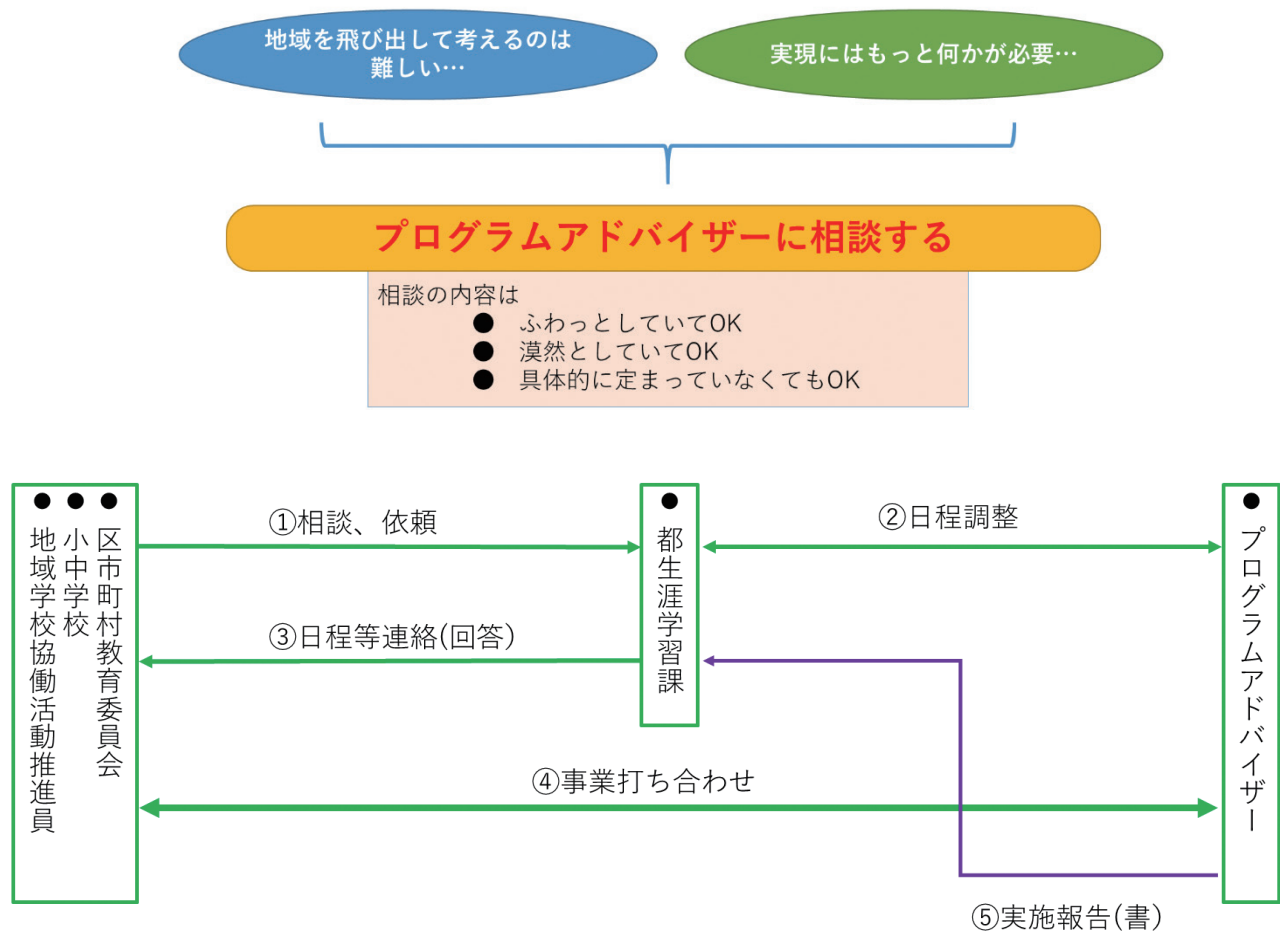 地域を飛び出して考えるのは
難しい…
実現にはもっと何かが必要…
プログラムアドバイザーに相談する
相談の内容は
● ふわっとしていてOK
● 漠然としていてOK
● 具体的に定まっていなくてもOK
● 区市町村教育委員会
● 小中学校
● 地域学校協働活動推進員
①相談、依頼
● 都生涯学習課
②日程調整
● プログラムアドバイザー
③日程等連絡(回答)
④事業打ち合わせ
⑤実施報告(書)